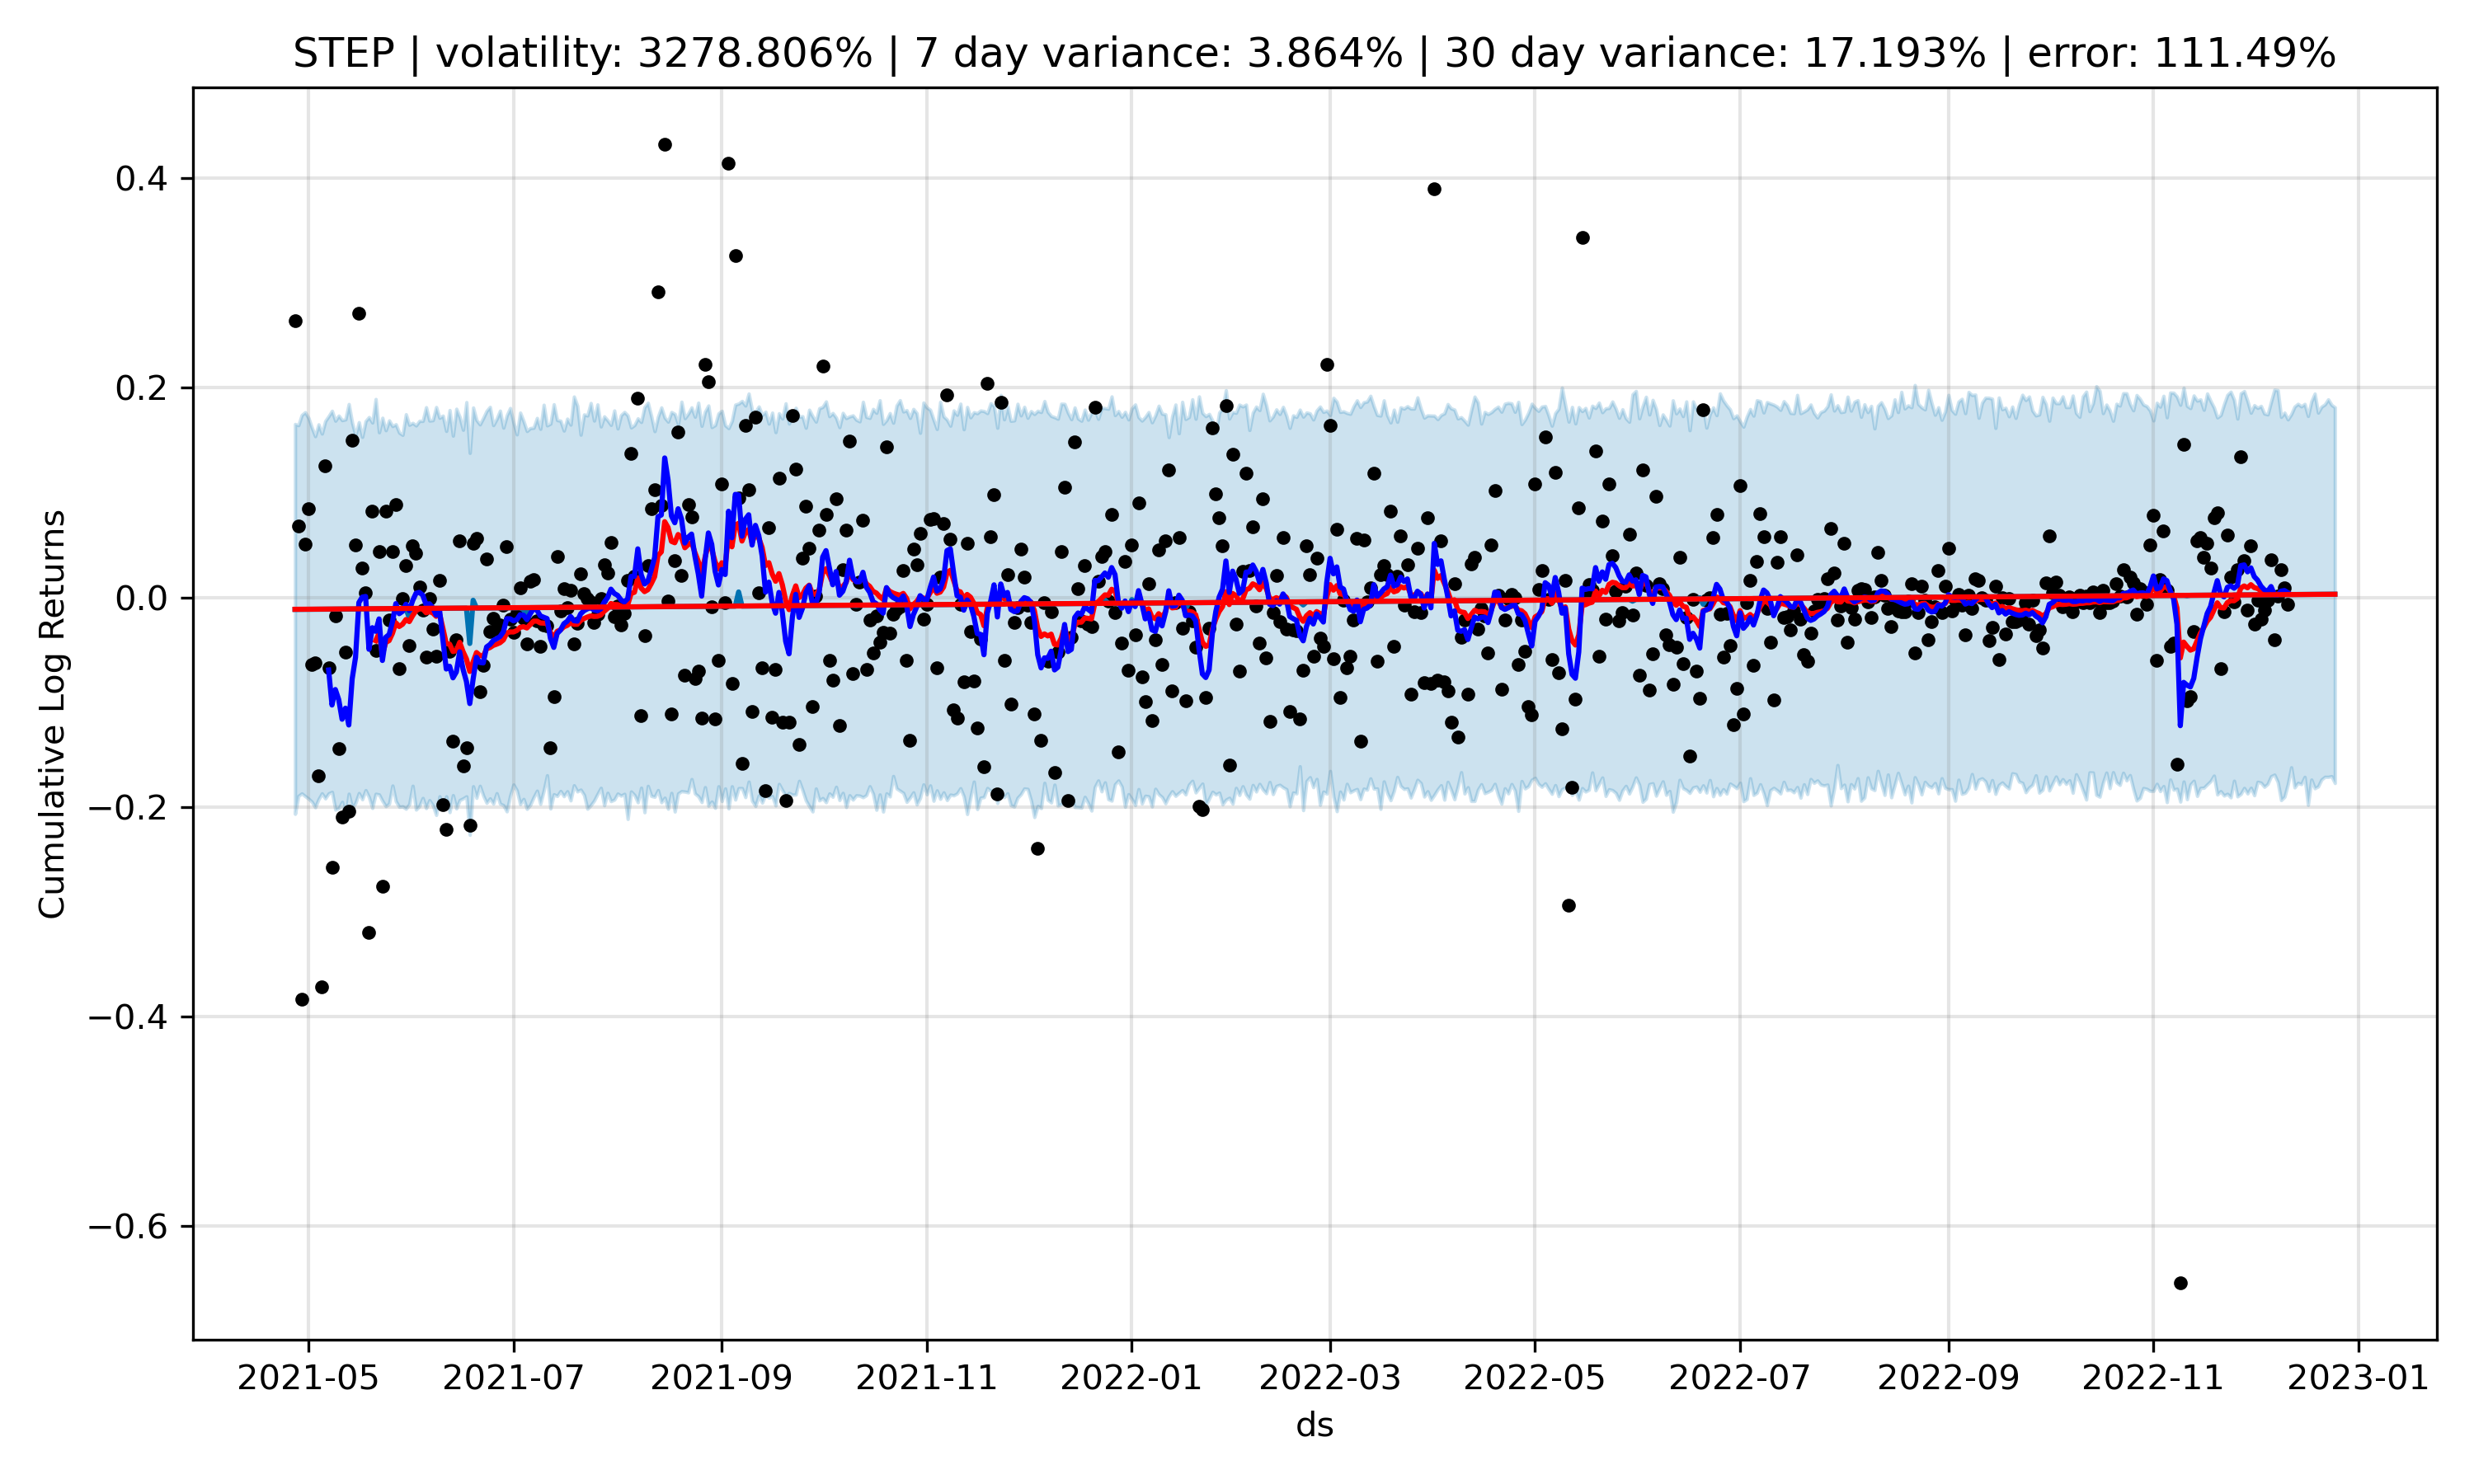 STEP | volatility: 3278.806% | 7 day variance: 3.864% | 30 day variance: 17.193% | error: 111.49%
Cumulative Log Returns
0.4
0.2
0.0
−0.2
−0.4
−0.6
2021-05 2021-07 2021-09 2021-11 2022-01 2022-03 2022-05 2022-07 2022-09 2022-11 2023-01
ds